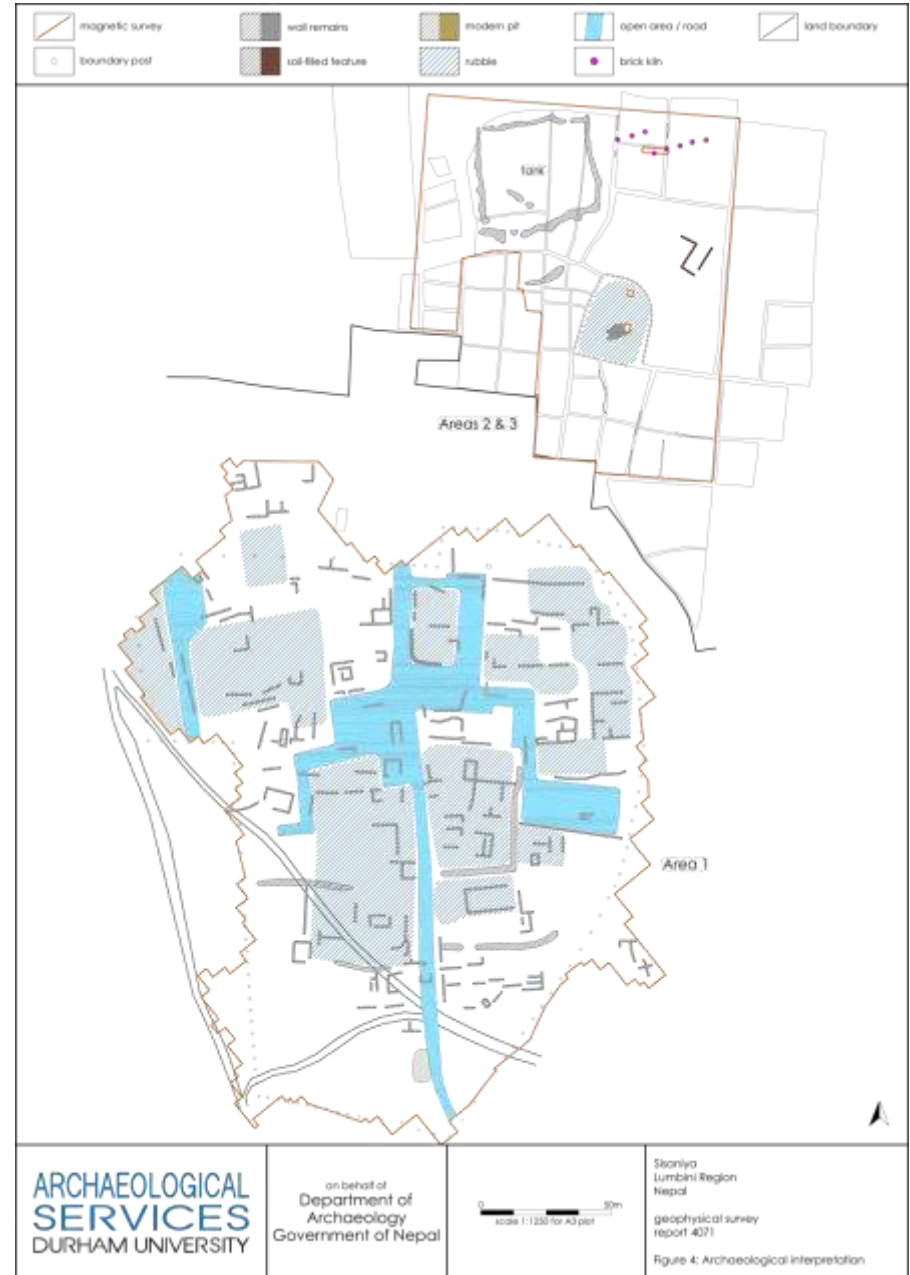 magnetic survey
wall remains
modern pit
open area / road
land boundary
boundary post
soil-filled feature
rubble
brick kiln
tank
Areas 2 & 3
Area 1
ARCHAEOLOGICAL
SERVICES
DURHAM UNIVERSITY
on behalf of
Department of
Archaeology
Government of Nepal
0 50m
scale 1:1250 for A3 plot
Sisaniya
Lumbini Region
Nepal
geophysical survey
report 4071
Figure 4: Archaeological interpretation